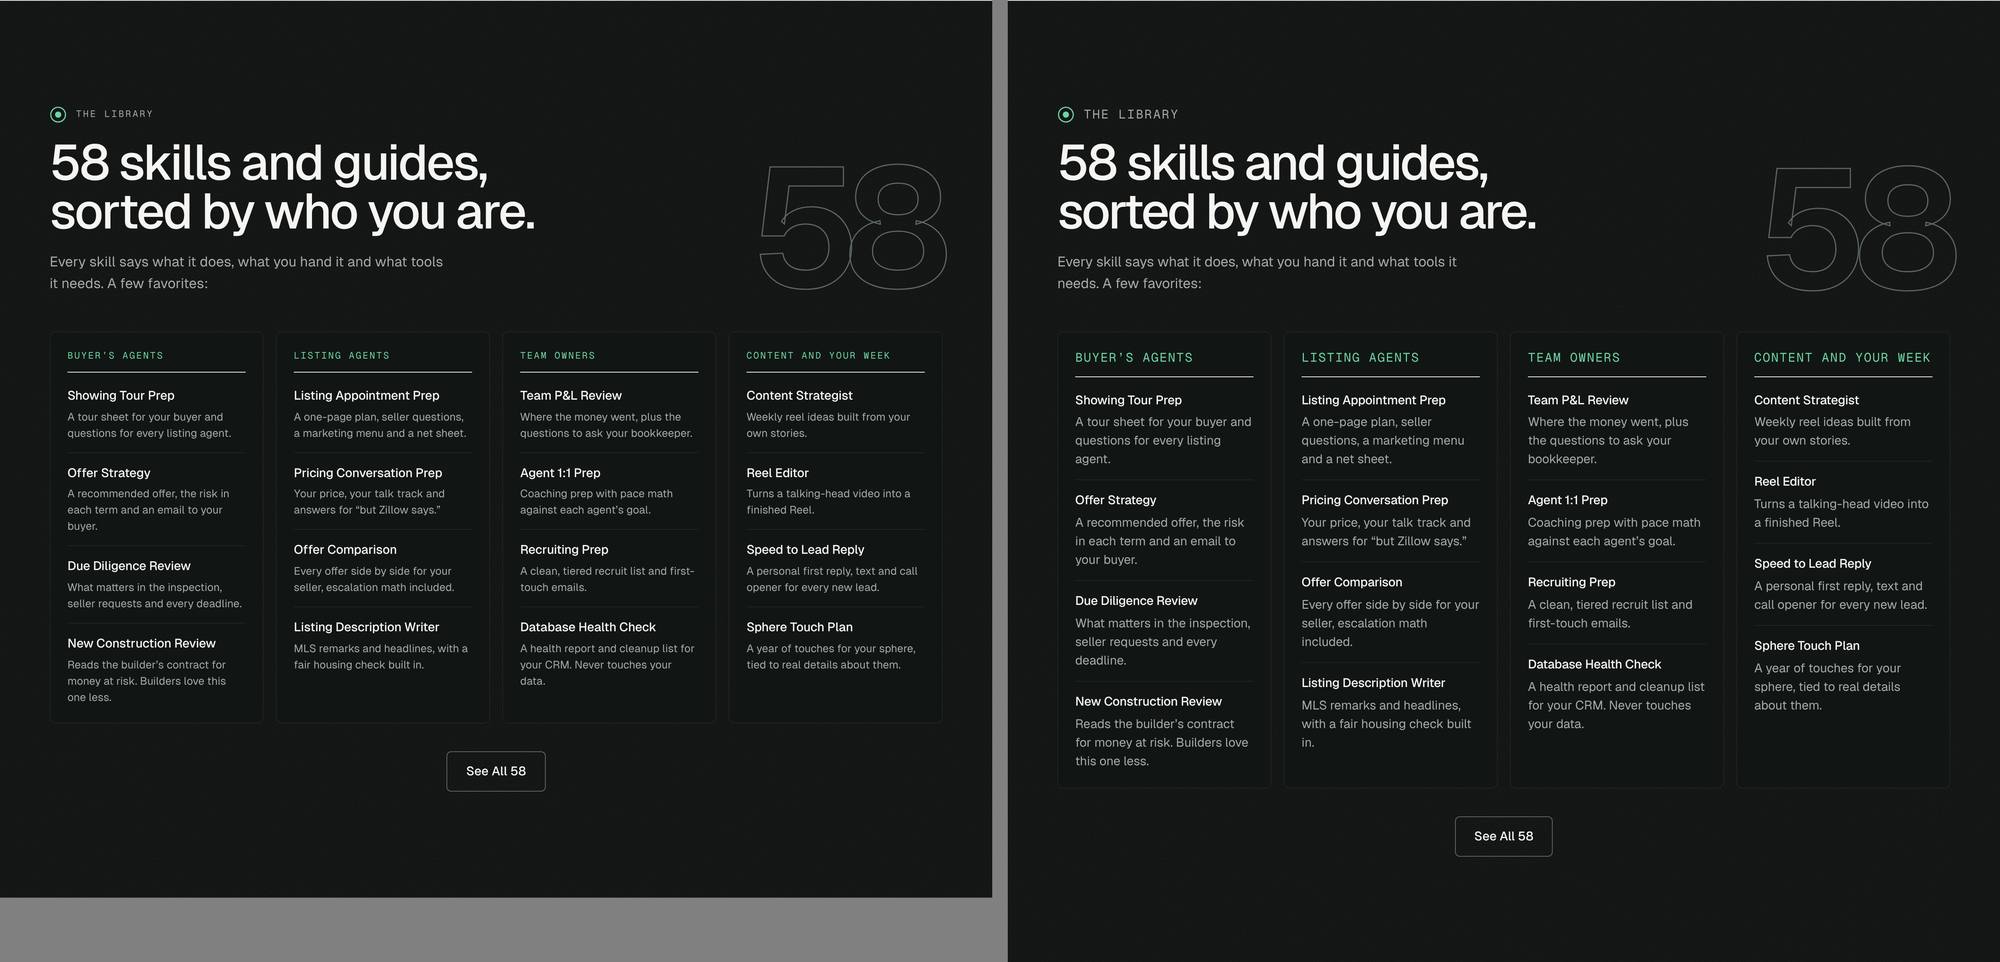 THE LIBRARY
58 skills and guides,
sorted by who you are.
Every skill says what it does, what you hand it and what tools
it needs. A few favorites:
58
BUYER’S AGENTS
Showing Tour Prep
A tour sheet for your buyer and
questions for every listing agent.
Offer Strategy
A recommended offer, the risk in
each term and an email to your
buyer.
Due Diligence Review
What matters in the inspection,
seller requests and every deadline.
New Construction Review
Reads the builder’s contract for
money at risk. Builders love this
one less.
LISTING AGENTS
Listing Appointment Prep
A one-page plan, seller questions,
a marketing menu and a net sheet.
Pricing Conversation Prep
Your price, your talk track and
answers for “but Zillow says.”
Offer Comparison
Every offer side by side for your
seller, escalation math included.
Listing Description Writer
MLS remarks and headlines, with a
fair housing check built in.
TEAM OWNERS
Team P&L Review
Where the money went, plus the
questions to ask your bookkeeper.
Agent 1:1 Prep
Coaching prep with pace math
against each agent’s goal.
Recruiting Prep
A clean, tiered recruit list and first-
touch emails.
Database Health Check
A health report and cleanup list for
your CRM. Never touches your
data.
CONTENT AND YOUR WEEK
Content Strategist
Weekly reel ideas built from your
own stories.
Reel Editor
Turns a talking-head video into a
finished Reel.
Speed to Lead Reply
A personal first reply, text and call
opener for every new lead.
Sphere Touch Plan
A year of touches for your sphere,
tied to real details about them.
See All 58
THE LIBRARY
58 skills and guides,
sorted by who you are.
Every skill says what it does, what you hand it and what tools it
needs. A few favorites:
58
BUYER’S AGENTS
Showing Tour Prep
A tour sheet for your buyer and
questions for every listing
agent.
Offer Strategy
A recommended offer, the risk
in each term and an email to
your buyer.
Due Diligence Review
What matters in the inspection,
seller requests and every
deadline.
New Construction Review
Reads the builder’s contract
for money at risk. Builders love
this one less.
LISTING AGENTS
Listing Appointment Prep
A one-page plan, seller
questions, a marketing menu
and a net sheet.
Pricing Conversation Prep
Your price, your talk track and
answers for “but Zillow says.”
Offer Comparison
Every offer side by side for your
seller, escalation math
included.
Listing Description Writer
MLS remarks and headlines,
with a fair housing check built
in.
TEAM OWNERS
Team P&L Review
Where the money went, plus
the questions to ask your
bookkeeper.
Agent 1:1 Prep
Coaching prep with pace math
against each agent’s goal.
Recruiting Prep
A clean, tiered recruit list and
first-touch emails.
Database Health Check
A health report and cleanup list
for your CRM. Never touches
your data.
CONTENT AND YOUR WEEK
Content Strategist
Weekly reel ideas built from
your own stories.
Reel Editor
Turns a talking-head video into
a finished Reel.
Speed to Lead Reply
A personal first reply, text and
call opener for every new lead.
Sphere Touch Plan
A year of touches for your
sphere, tied to real details
about them.
See All 58